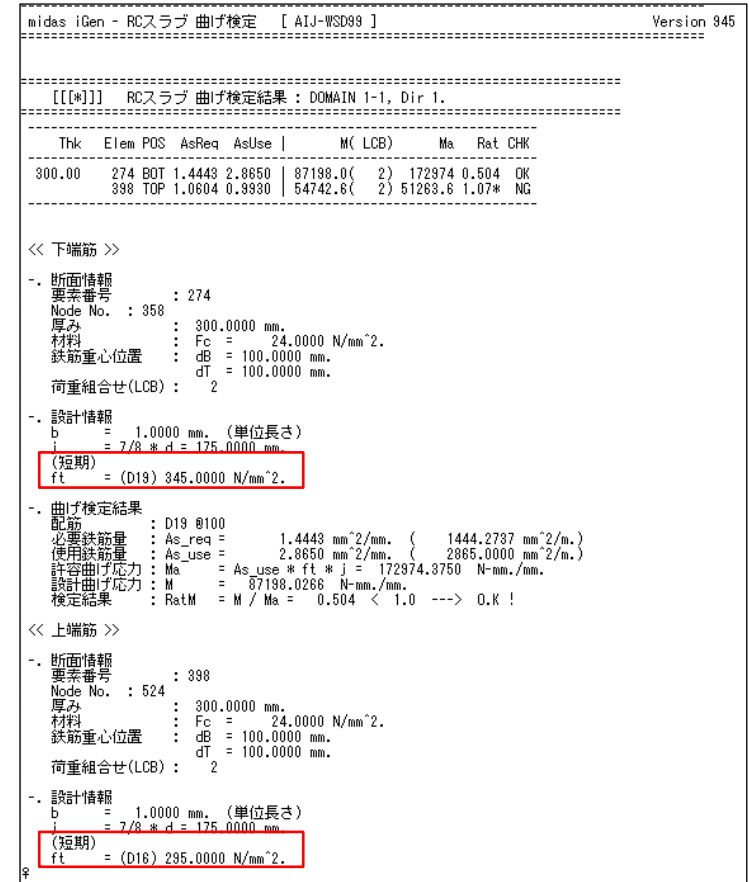 midas iGen - RCスラブ 曲げ検定 [ AIJ-WSD99 ] Version 945
[[[*]]] RCスラブ 曲げ検定結果 : DOMAIN 1-1, Dir 1.
Thk Elem POS AsReq AsUse | M( LCB) Ma Rat CHK
300.00 274 BOT 1.4443 2.8650 | 87198.0( 2) 172974 0.504 OK
398 TOP 1.0604 0.9930 | 54742.6( 2) 51263.6 1.07* NG
<< 下端筋 >>
-. 断面情報
要素番号 : 274
Node No. : 358
厚み : 300.0000 mm.
材料 : Fc = 24.0000 N/mm^2.
鉄筋重心位置 : dB = 100.0000 mm.
dT = 100.0000 mm.
荷重組合せ(LCB) : 2
-. 設計情報
b = 1.0000 mm. (単位長さ)
j = 7/8 * d = 175.0000 mm.
(短期)
ft = (D19) 345.0000 N/mm^2.
-. 曲げ検定結果
配筋 : D19 @100
必要鉄筋量 : As_req = 1.4443 mm^2/mm. ( 1444.2737 mm^2/m.)
使用鉄筋量 : As_use = 2.8650 mm^2/mm. ( 2865.0000 mm^2/m.)
許容曲げ応力 : Ma = As_use * ft * j = 172974.3750 N-mm./mm.
設計曲げ応力 : M = 87198.0266 N-mm./mm.
検定結果 : RatM = M / Ma = 0.504 < 1.0 ---> O.K !
<< 上端筋 >>
-. 断面情報
要素番号 : 398
Node No. : 524
厚み : 300.0000 mm.
材料 : Fc = 24.0000 N/mm^2.
鉄筋重心位置 : dB = 100.0000 mm.
dT = 100.0000 mm.
荷重組合せ(LCB) : 2
-. 設計情報
b = 1.0000 mm. (単位長さ)
j = 7/8 * d = 175.0000 mm.
(短期)
ft = (D16) 295.0000 N/mm^2.
♀